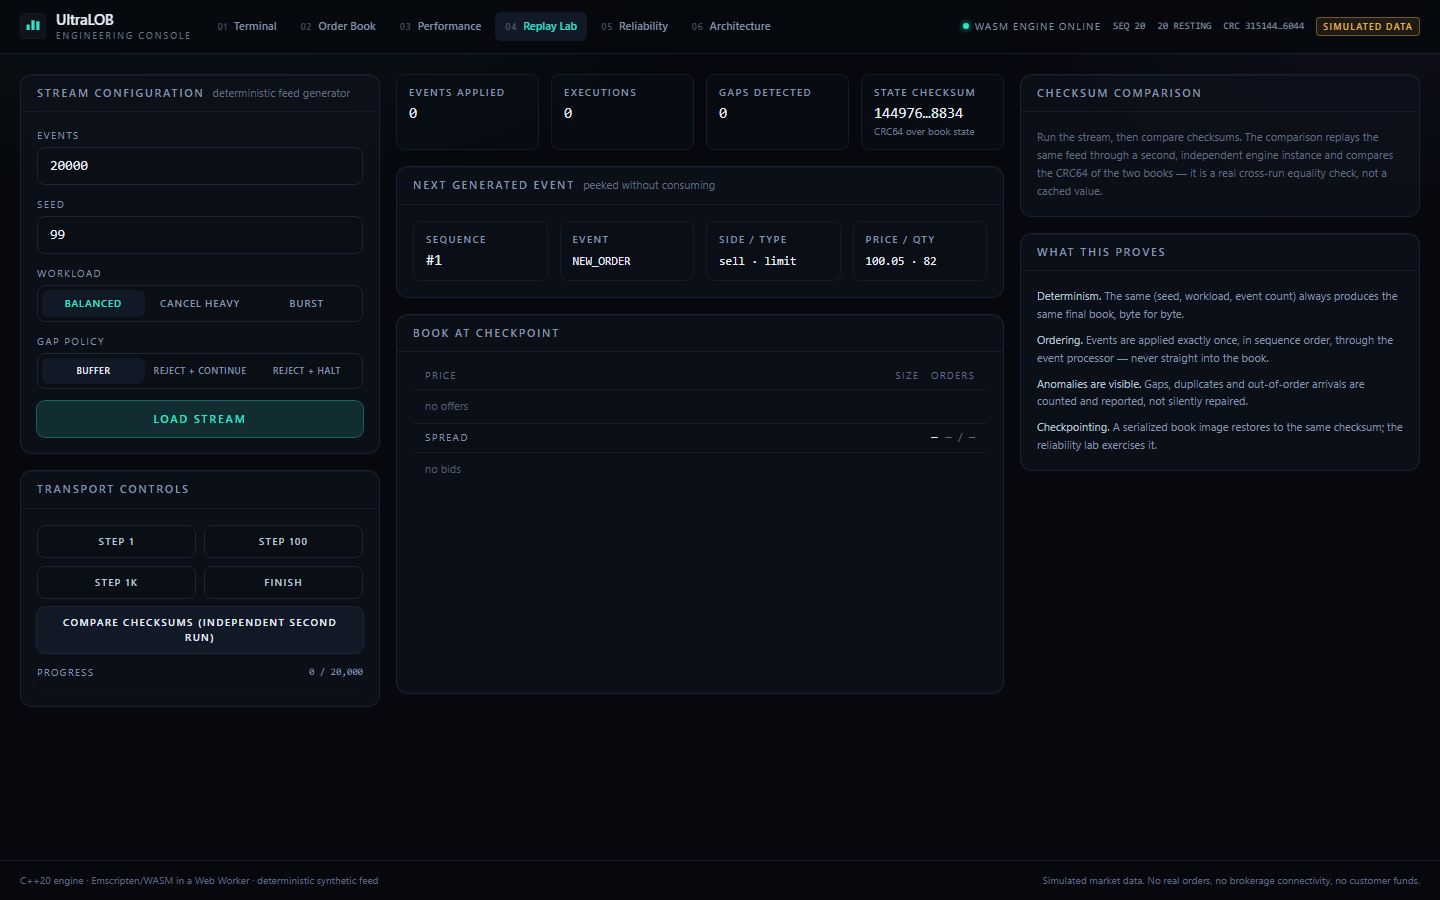 UltraLOB
ENGINEERING CONSOLE
01 Terminal
02 Order Book
03 Performance
04 Replay Lab
05 Reliability
06 Architecture
WASM ENGINE ONLINE
SEQ 20
20 RESTING
CRC 315144…6044
SIMULATED DATA
STREAM CONFIGURATION deterministic feed generator
EVENTS
20000
SEED
99
WORKLOAD
BALANCED
CANCEL HEAVY
BURST
GAP POLICY
BUFFER
REJECT + CONTINUE
REJECT + HALT
LOAD STREAM
TRANSPORT CONTROLS
STEP 1
STEP 100
STEP 1K
FINISH
COMPARE CHECKSUMS (INDEPENDENT SECOND
RUN)
PROGRESS
0 / 20,000
EVENTS APPLIED
0
EXECUTIONS
0
GAPS DETECTED
0
STATE CHECKSUM
144976…8834
CRC64 over book state
NEXT GENERATED EVENT peeked without consuming
SEQUENCE
#1
EVENT
NEW_ORDER
SIDE / TYPE
sell · limit
PRICE / QTY
100.05 · 82
BOOK AT CHECKPOINT
PRICE SIZE ORDERS
no offers
SPREAD — — / —
no bids
CHECKSUM COMPARISON
Run the stream, then compare checksums. The comparison replays the
same feed through a second, independent engine instance and compares
the CRC64 of the two books — it is a real cross-run equality check, not a
cached value.
WHAT THIS PROVES
Determinism. The same (seed, workload, event count) always produces the
same final book, byte for byte.
Ordering. Events are applied exactly once, in sequence order, through the
event processor — never straight into the book.
Anomalies are visible. Gaps, duplicates and out-of-order arrivals are
counted and reported, not silently repaired.
Checkpointing. A serialized book image restores to the same checksum; the
reliability lab exercises it.
C++20 engine · Emscripten/WASM in a Web Worker · deterministic synthetic feed
Simulated market data. No real orders, no brokerage connectivity, no customer funds.